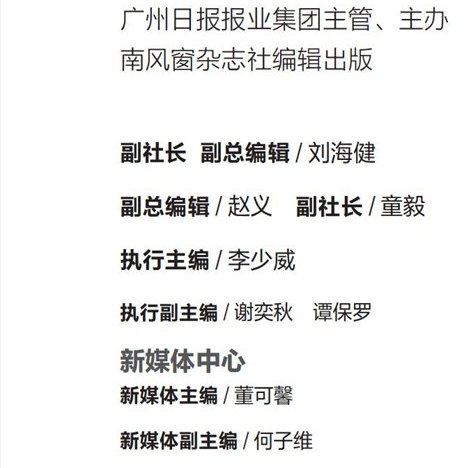 广州日报报业集团主管、主办
南风窗杂志社编辑出版
副社长 副总编辑 / 刘海健
副总编辑 / 赵义 副社长 / 童毅
执行主编 / 李少威
执行副主编 / 谢奕秋 谭保罗
新媒体中心
新媒体主编 / 董可馨
新媒体副主编 / 何子维